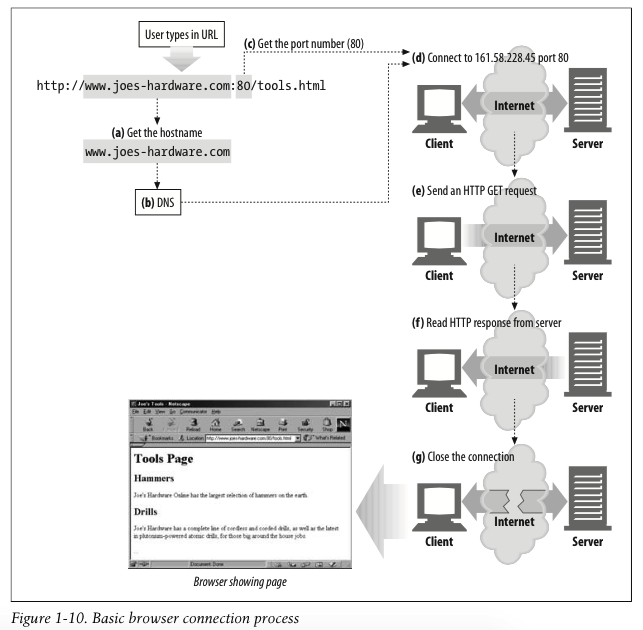 User types in URL
(c) Get the port number (80)
http://www.joes-hardware.com:80/tools.html
(a) Get the hostname
www.joes-hardware.com
(b) DNS
(d) Connect to 161.58.228.45 port 80
Internet
Client
Server
(e) Send an HTTP GET request
Internet
Client
Server
(f) Read HTTP response from server
Internet
Client
Server
(g) Close the connection
Internet
Client
Server
Joe's Tools - Netscape
File Edit View Go Communicator Help
Back Reload Home Search Netscape Print Security Shop
Bookmarks Location: http://www.joes-hardware.com:80/tools.html What's Related
Tools Page
Hammers
Joe's Hardware Online has the largest selection of hammers on the earth.
Drills
Joe's Hardware has a complete line of cordless and corded drills, as well as the latest
in plutonium-powered atomic drills, for those big around the house jobs.
Document: Done
Browser showing page
Figure 1-10. Basic browser connection process